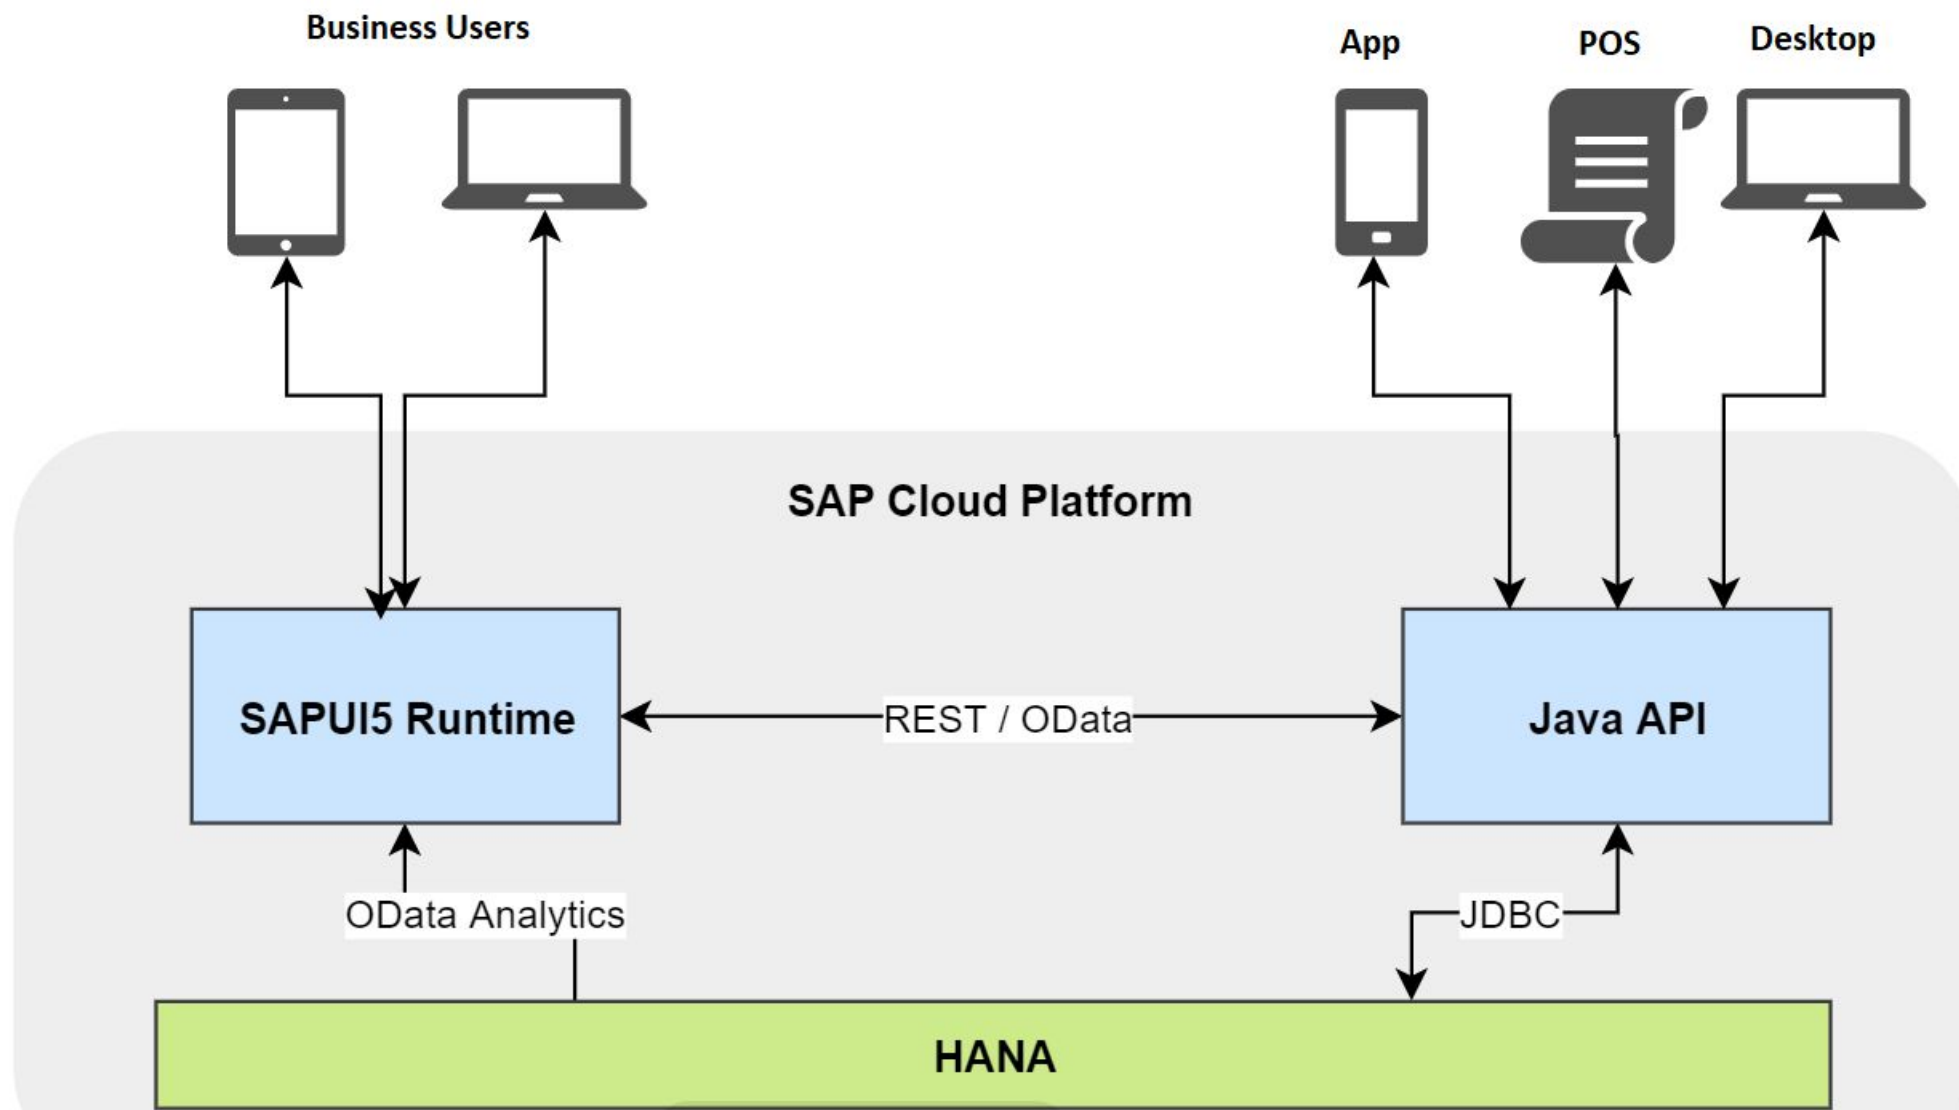 Business Users
App
POS
Desktop
SAP Cloud Platform
SAPUI5 Runtime
REST / OData
Java API
OData Analytics
JDBC
HANA